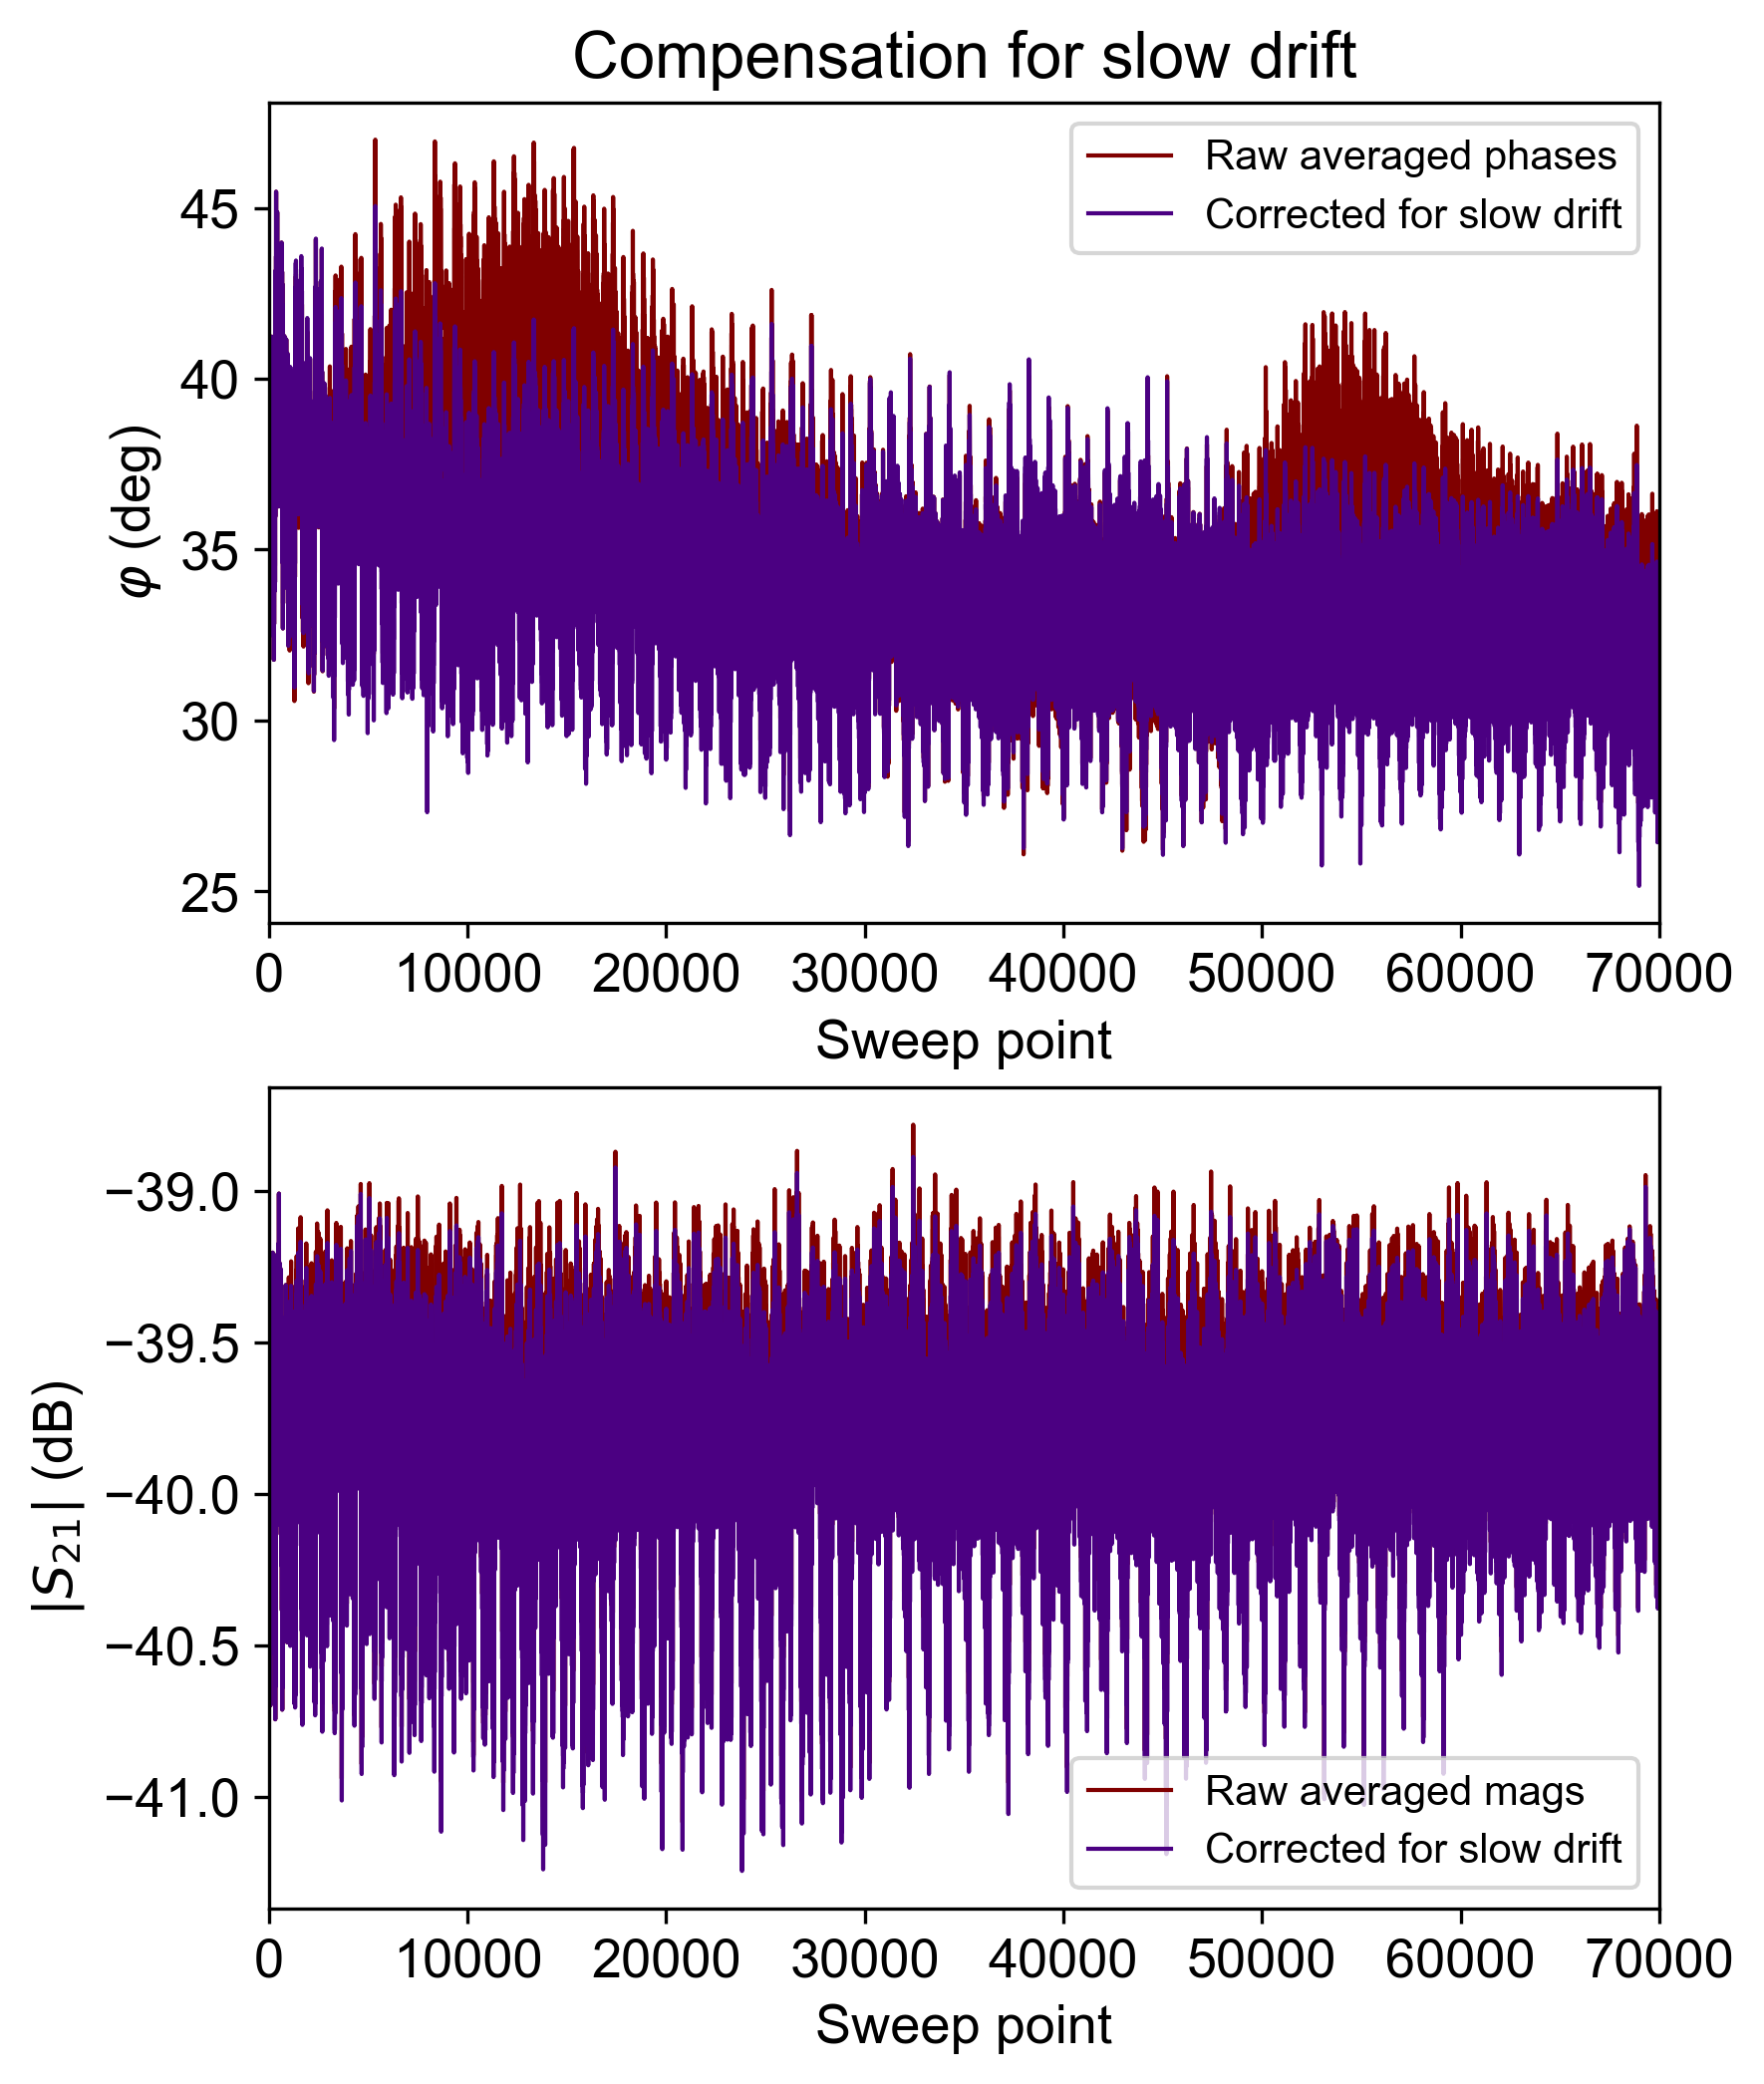 Compensation for slow drift
Raw averaged phases
Corrected for slow drift
45
40
35
30
25
φ (deg)
0 10000 20000 30000 40000 50000 60000 70000
Sweep point
−39.0
−39.5
−40.0
−40.5
−41.0
|S₂₁| (dB)
Raw averaged mags
Corrected for slow drift
0 10000 20000 30000 40000 50000 60000 70000
Sweep point